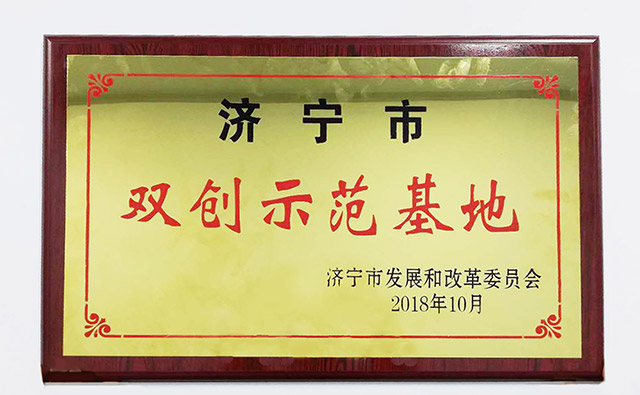 济宁市
双创示范基地
济宁市发展和改革委员会
2018年10月